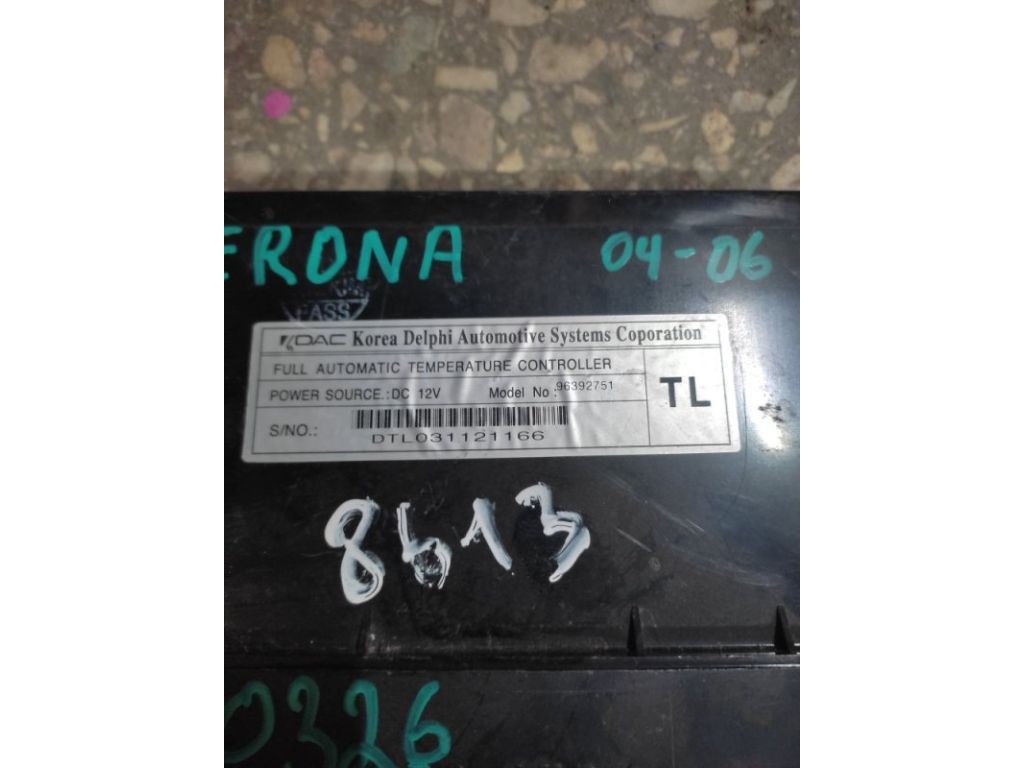 ERONA 04-06
PASS
KDAC Korea Delphi Automotive Systems Coporation
FULL AUTOMATIC TEMPERATURE CONTROLLER
POWER SOURCE.:DC 12V Model No : 96392751
TL
S/NO.:
DTL031121166
8613
0326